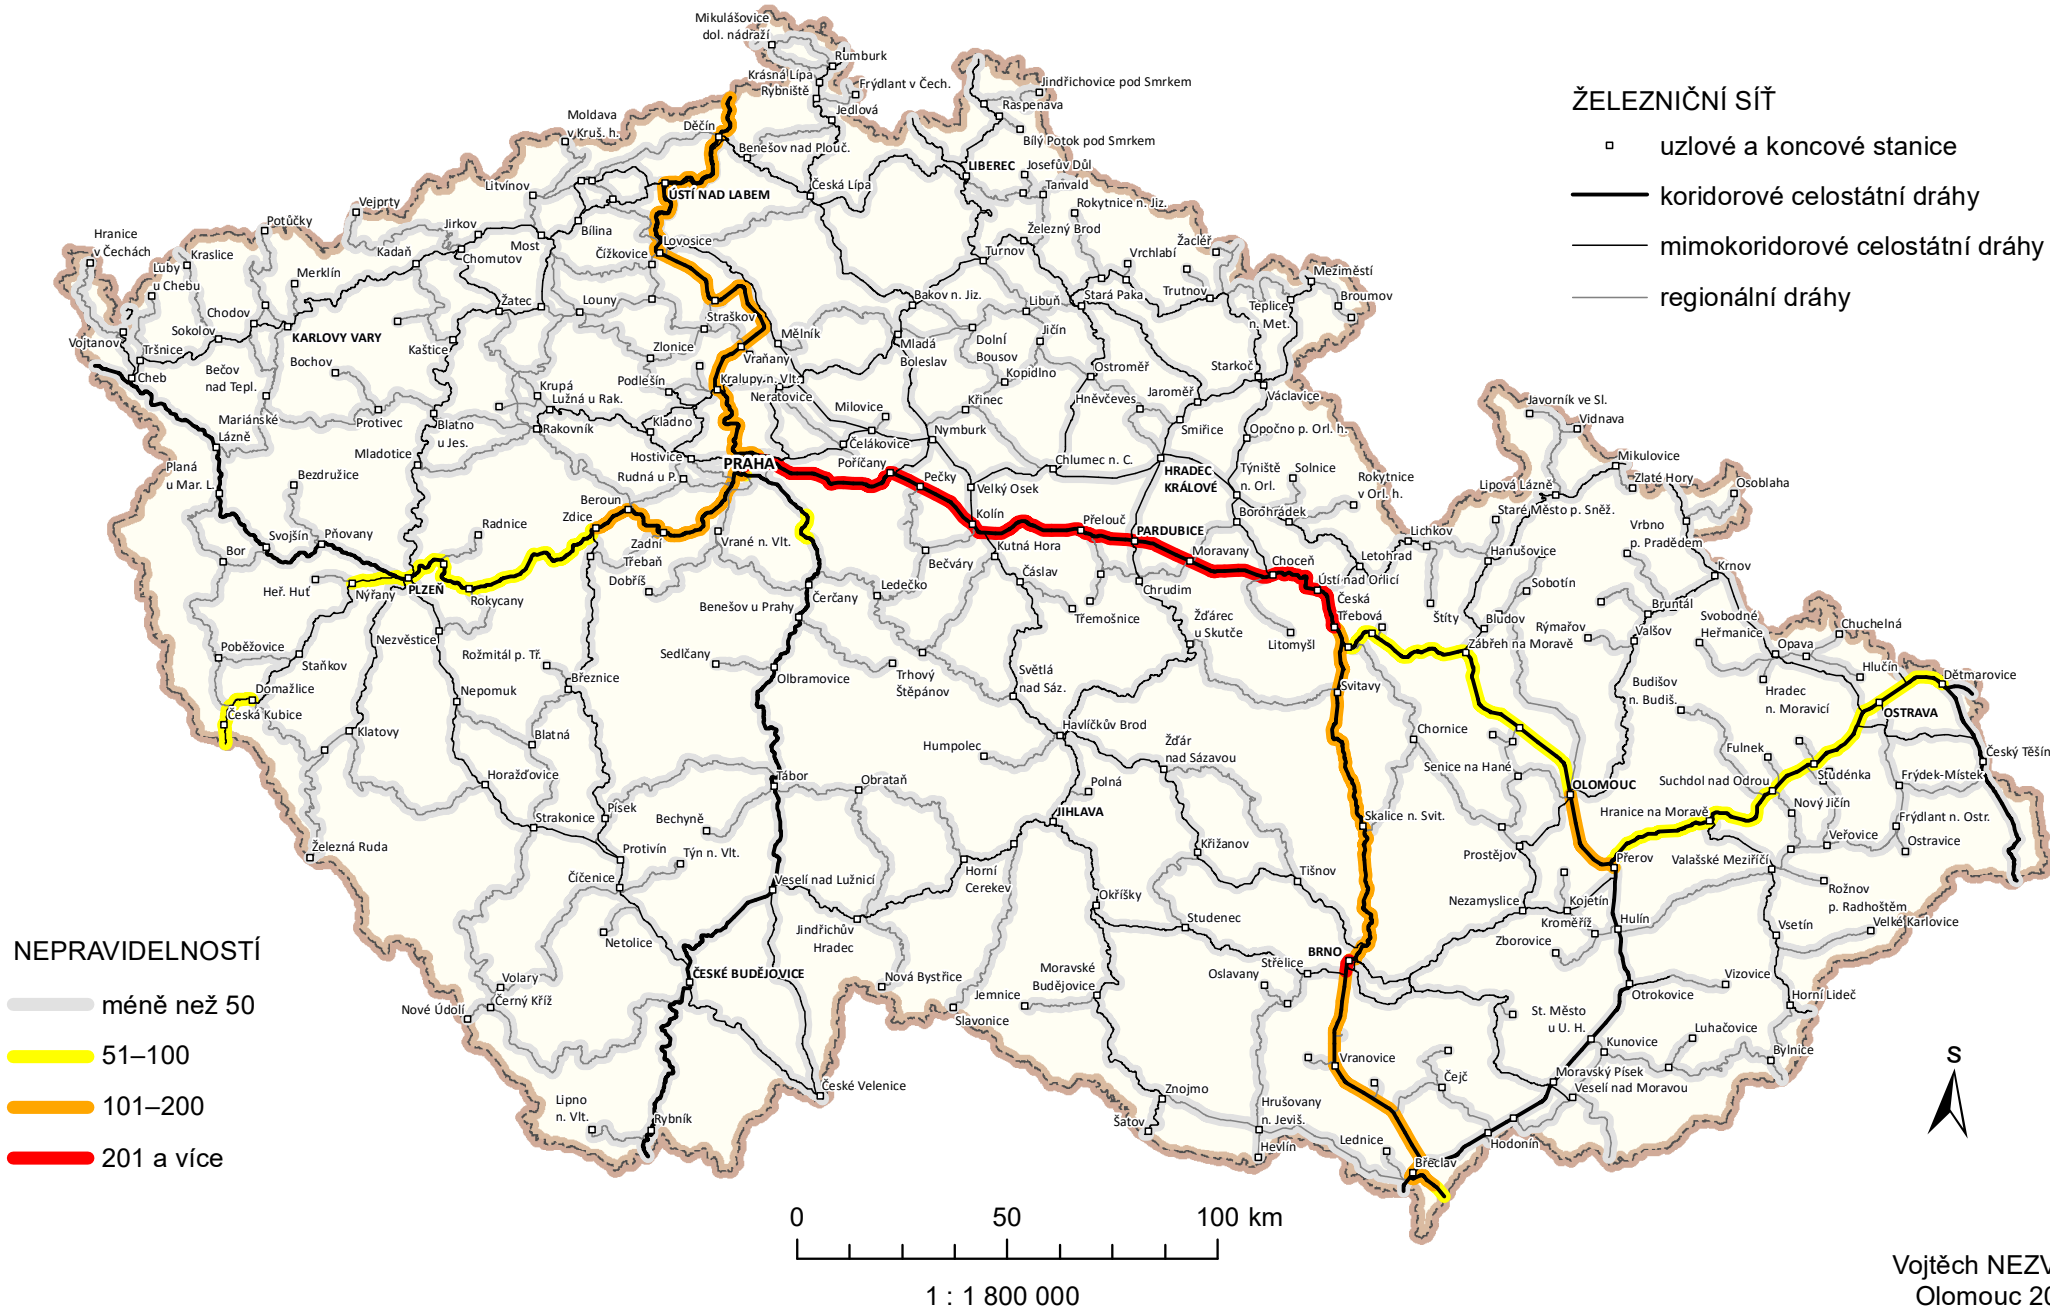 Mikulášovice
dol. nádraží
Rumburk
Krásná Lípa
Rybniště
Frýdlant v Čech.
Jindřichovice pod Smrkem
Raspenava
Jedlová
Moldava
v Kruš. h.
Děčín
Benešov nad Plouč.
Bílý Potok pod Smrkem
LIBEREC
Josefův Důl
Litvínov
Česká Lípa
Tanvald
ÚSTÍ NAD LABEM
Vejprty
Rokytnice n. Jiz.
Potůčky
Jirkov
Most
Bílina
Železný Brod
Hranice
v Čechách
Kraslice
Luby
u Chebu
Kadaň
Chomutov
Čížkovice
Lovosice
Turnov
Žacléř
Vrchlabí
Meziměstí
Merklín
Trutnov
Broumov
Chodov
Žatec
Louny
Bakov n. Jiz.
Libuň
Stará Paka
Teplice
n. Met.
Sokolov
KARLOVY VARY
Straškov
Mělník
Jičín
Vojtanov
Tršnice
Kaštice
Zlonice
Vraňany
Mladá
Boleslav
Dolní
Bousov
Bochov
Cheb
Bečov
nad Tepl.
Krupá
Podlešín
Kralupy n. Vlt.
Kopidlno
Ostroměř
Starkoč
Lužná u Rak.
Neratovice
Jaroměř
Hněvčeves
Václavice
Mariánské
Lázně
Protivec
Blatno
u Jes.
Rakovník
Kladno
Milovice
Křinec
Smiřice
Opočno p. Orl. h.
Čelákovice
Nymburk
Mladotice
Hostivice
PRAHA
Poříčany
Chlumec n. C.
HRADEC
KRÁLOVÉ
Týniště
n. Orl.
Solnice
Planá
u Mar. L.
Bezdružice
Rudná u P.
Pečky
Velký Osek
Rokytnice
v Orl. h.
Beroun
Zdice
Kolín
Přelouč
Borohrádek
PARDUBICE
Radnice
Svojšín
Pňovany
Zadní
Třebaň
Vrané n. Vlt.
Kutná Hora
Moravany
Choceň
Letohrad
Lichkov
Bor
Dobříš
Bečváry
Čáslav
Ústí nad Orlicí
Heř. Huť
Nýřany
PLZEŇ
Rokycany
Ledečko
Chrudim
Česká
Třebová
Benešov u Prahy
Čerčany
Třemošnice
Žďárec
u Skutče
Litomyšl
Nezvěstice
Poběžovice
Staňkov
Rožmitál p. Tř.
Sedlčany
Světlá
nad Sáz.
Domažlice
Nepomuk
Březnice
Olbramovice
Trhový
Štěpánov
Svitavy
Česká Kubice
Klatovy
Blatná
Havlíčkův Brod
Humpolec
Žďár
nad Sázavou
Horažďovice
Tábor
Obrataň
Polná
Písek
Strakonice
Bechyně
JIHLAVA
Skalice n. Svit.
Železná Ruda
Protivín
Týn n. Vlt.
Křižanov
Číčenice
Veselí nad Lužnicí
Horní
Cerekev
Okříšky
Tišnov
Netolice
Jindřichův
Hradec
Studenec
BRNO
Volary
Černý Kříž
ČESKÉ BUDĚJOVICE
Nová Bystřice
Moravské
Budějovice
Střelice
Oslavany
Nové Údolí
Jemnice
Slavonice
Vranovice
Čejč
České Velenice
Znojmo
Lipno
n. Vlt.
Rybník
Šatov
Hrušovany
n. Jeviš.
Hevlín
Lednice
Břeclav
Hodonín
Javorník ve Sl.
Vidnava
Mikulovice
Zlaté Hory
Lipová Lázně
Osoblaha
Staré Město p. Sněž.
Vrbno
p. Pradědem
Hanušovice
Krnov
Sobotín
Štíty
Bludov
Bruntál
Rýmařov
Valšov
Svobodné
Heřmanice
Chuchelná
Zábřeh na Moravě
Opava
Hlučín
Dětmarovice
Budišov
n. Budiš.
Hradec
n. Moravicí
OSTRAVA
Chornice
Fulnek
Český Těšín
Senice na Hané
Suchdol nad Odrou
Studénka
Frýdek-Místek
OLOMOUC
Hranice na Moravě
Nový Jičín
Frýdlant n. Ostr.
Prostějov
Přerov
Valašské Meziříčí
Veřovice
Ostravice
Nezamyslice
Kojetín
Kroměříž
Hulín
Rožnov
p. Radhoštěm
Velké Karlovice
Zborovice
Vsetín
Otrokovice
Vizovice
Horní Lideč
St. Město
u U. H.
Kunovice
Luhačovice
Bylnice
Moravský Písek
Veselí nad Moravou
ŽELEZNIČNÍ SÍŤ
uzlové a koncové stanice
koridorové celostátní dráhy
mimokoridorové celostátní dráhy
regionální dráhy
NEPRAVIDELNOSTÍ
méně než 50
51–100
101–200
201 a více
S
0 50 100 km
1 : 1 800 000
Vojtěch NEZV
Olomouc 20